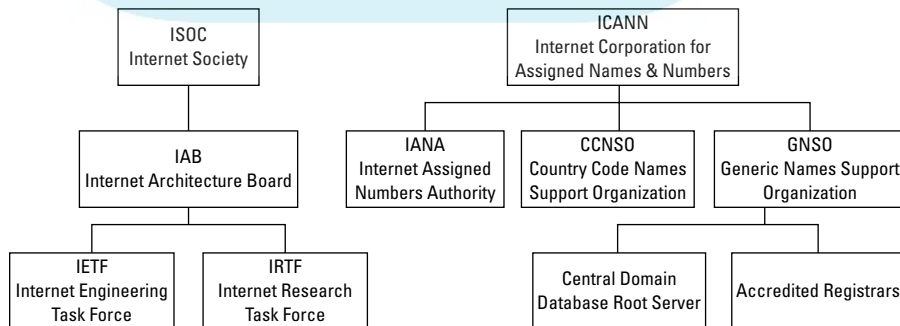 ISOC
Internet Society
ICANN
Internet Corporation for
Assigned Names & Numbers
IAB
Internet Architecture Board
IANA
Internet Assigned
Numbers Authority
CCNSO
Country Code Names
Support Organization
GNSO
Generic Names Support
Organization
IETF
Internet Engineering
Task Force
IRTF
Internet Research
Task Force
Central Domain
Database Root Server
Accredited Registrars